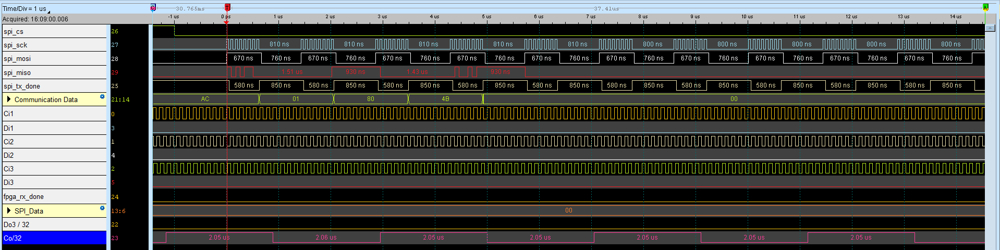 Time/Div = 1 us
C 30.765ms T 37.41us A
Acquired: 16:09:00.006
-1 us 0 ps 1 us 2 us 3 us 4 us 5 us 6 us 7 us 8 us 9 us 10 us 11 us 12 us 13 us 14 us
spi_cs 26
spi_sck 27 810 ns 810 ns 810 ns 810 ns 810 ns 800 ns 800 ns 800 ns 800 ns 800 ns
spi_mosi 28 670 ns 760 ns 670 ns 760 ns 670 ns 760 ns 670 ns 760 ns 670 ns 760 ns 670 ns 760 ns 670 ns 760 ns 670 ns 760 ns 670 ns 760 ns 670 ns 760 ns
spi_miso 29 1.51 us 930 ns 1.43 us 930 ns
spi_tx_done 25 580 ns 850 ns 580 ns 850 ns 580 ns 850 ns 580 ns 850 ns 580 ns 850 ns 580 ns 850 ns 580 ns 850 ns 580 ns 850 ns 580 ns 850 ns 580 ns 850 ns
Communication Data 21:14 AC 01 80 4B 00
Ci1 0
Di1 3
Ci2 1
Di2 4
Ci3 2
Di3 5
fpga_rx_done 24
SPI_Data 13:6 00
Do3 / 32 22
Co/32 23 2.05 us 2.06 us 2.05 us 2.05 us 2.05 us 2.05 us 2.05 us